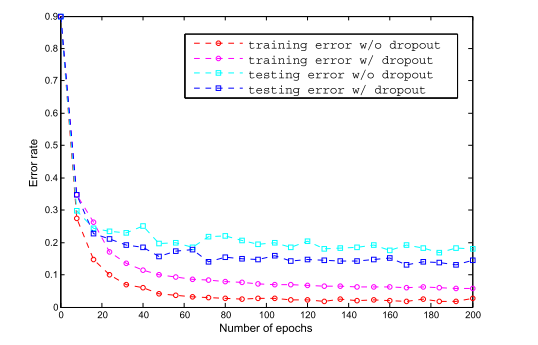 0.9
0.8
0.7
0.6
0.5
0.4
0.3
0.2
0.1
0
Error rate
training error w/o dropout
training error w/ dropout
testing error w/o dropout
testing error w/ dropout
0 20 40 60 80 100 120 140 160 180 200
Number of epochs